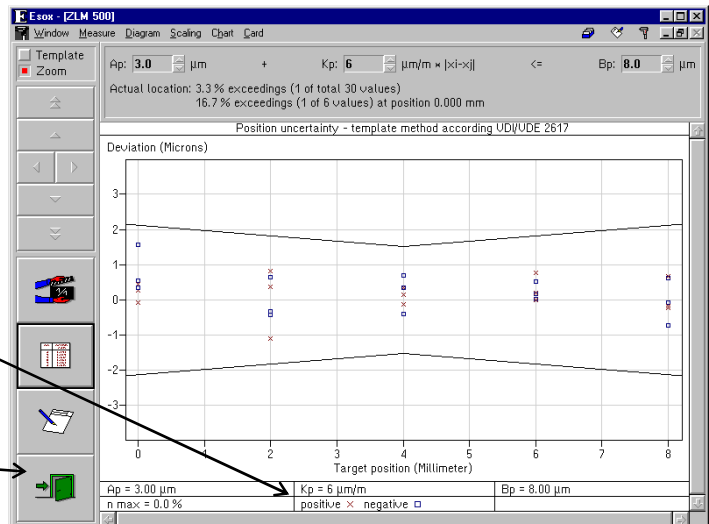 Esox - [ZLM 500]
Window Measure Diagram Scaling Chart Card
Template
Zoom
Ap: 3.0 µm + Kp: 6 µm/m * |xi-xj| <= Bp: 8.0 µm
Actual location: 3.3 % exceedings (1 of total 30 values)
16.7 % exceedings (1 of 6 values) at position 0.000 mm
Position uncertainty - template method according VDI/VDE 2617
Deviation (Microns)
3
2
1
0
-1
-2
-3
0 1 2 3 4 5 6 7 8
Target position (Millimeter)
Ap = 3.00 µm Kp = 6 µm/m Bp = 8.00 µm
n max = 0.0 % positive × negative □